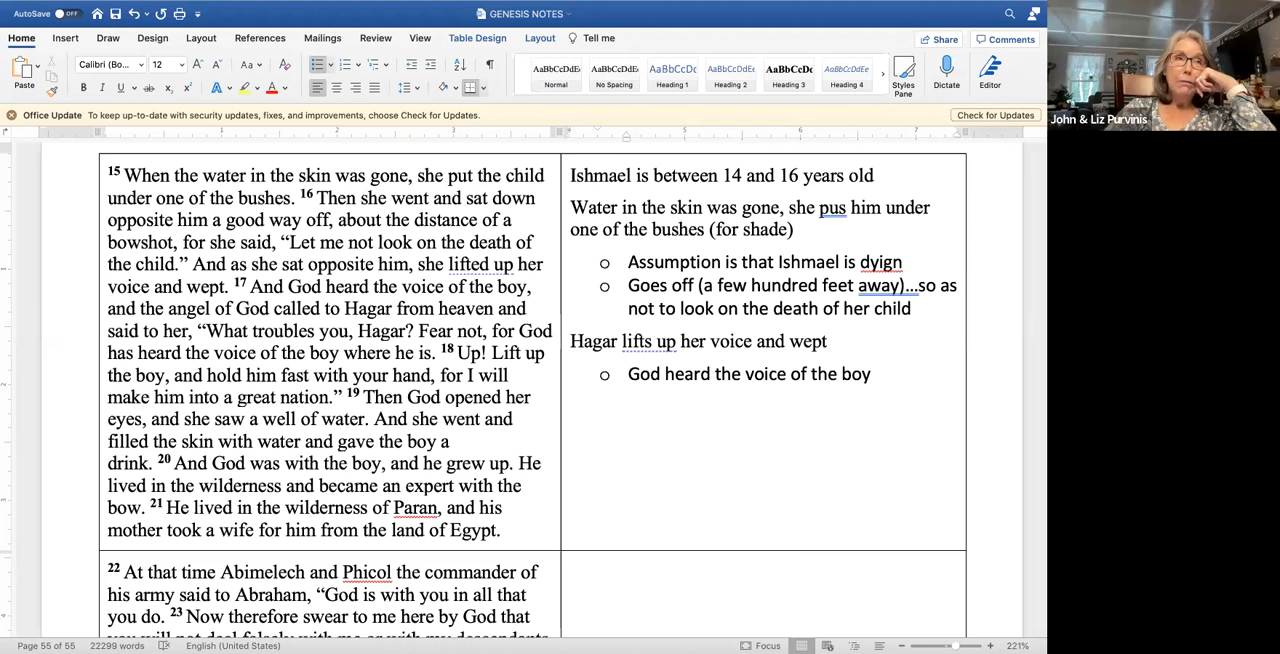 AutoSave OFF GENESIS NOTES
Home Insert Draw Design Layout References Mailings Review View Table Design Layout Tell me Share Comments
Paste Calibri (Bo... 12 A A Aa A
B I U ab x₂ x² A A
AaBbCcDdEe AaBbCcDdEe AaBbCcDc AaBbCcDdEe AaBbCcDc AaBbCcDdEe
Normal No Spacing Heading 1 Heading 2 Heading 3 Heading 4 Styles Pane Dictate Editor
Office Update To keep up-to-date with security updates, fixes, and improvements, choose Check for Updates. Check for Updates
John & Liz Purvinis
1 2 3 4 5 6 7
15 When the water in the skin was gone, she put the child
under one of the bushes. 16 Then she went and sat down
opposite him a good way off, about the distance of a
bowshot, for she said, “Let me not look on the death of
the child.” And as she sat opposite him, she lifted up her
voice and wept. 17 And God heard the voice of the boy,
and the angel of God called to Hagar from heaven and
said to her, “What troubles you, Hagar? Fear not, for God
has heard the voice of the boy where he is. 18 Up! Lift up
the boy, and hold him fast with your hand, for I will
make him into a great nation.” 19 Then God opened her
eyes, and she saw a well of water. And she went and
filled the skin with water and gave the boy a
drink. 20 And God was with the boy, and he grew up. He
lived in the wilderness and became an expert with the
bow. 21 He lived in the wilderness of Paran, and his
mother took a wife for him from the land of Egypt.
Ishmael is between 14 and 16 years old
Water in the skin was gone, she pus him under
one of the bushes (for shade)
o Assumption is that Ishmael is dyign
o Goes off (a few hundred feet away)...so as
not to look on the death of her child
Hagar lifts up her voice and wept
o God heard the voice of the boy
22 At that time Abimelech and Phicol the commander of
his army said to Abraham, “God is with you in all that
you do. 23 Now therefore swear to me here by God that
Page 55 of 55 22299 words English (United States) Focus 221%